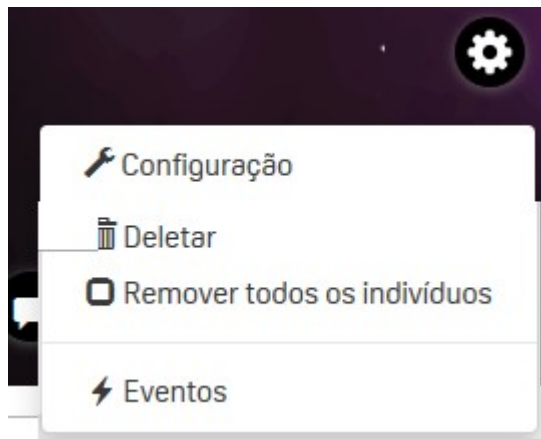 Configuração
Deletar
Remover todos os indivíduos
Eventos